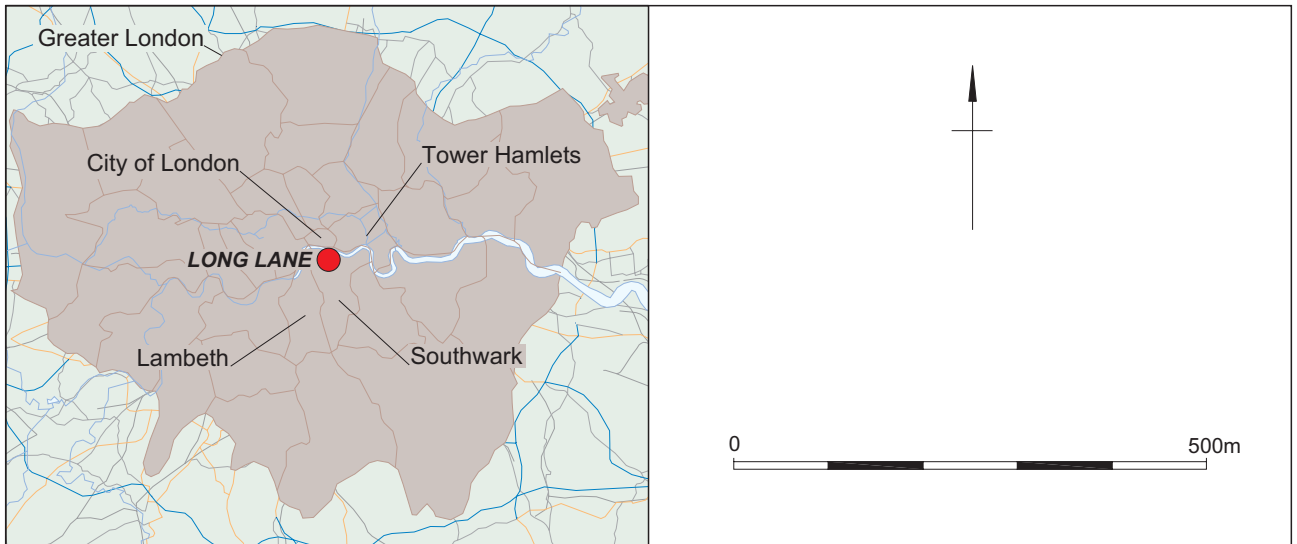 Greater London
City of London
Tower Hamlets
LONG LANE
Lambeth
Southwark
0
500m